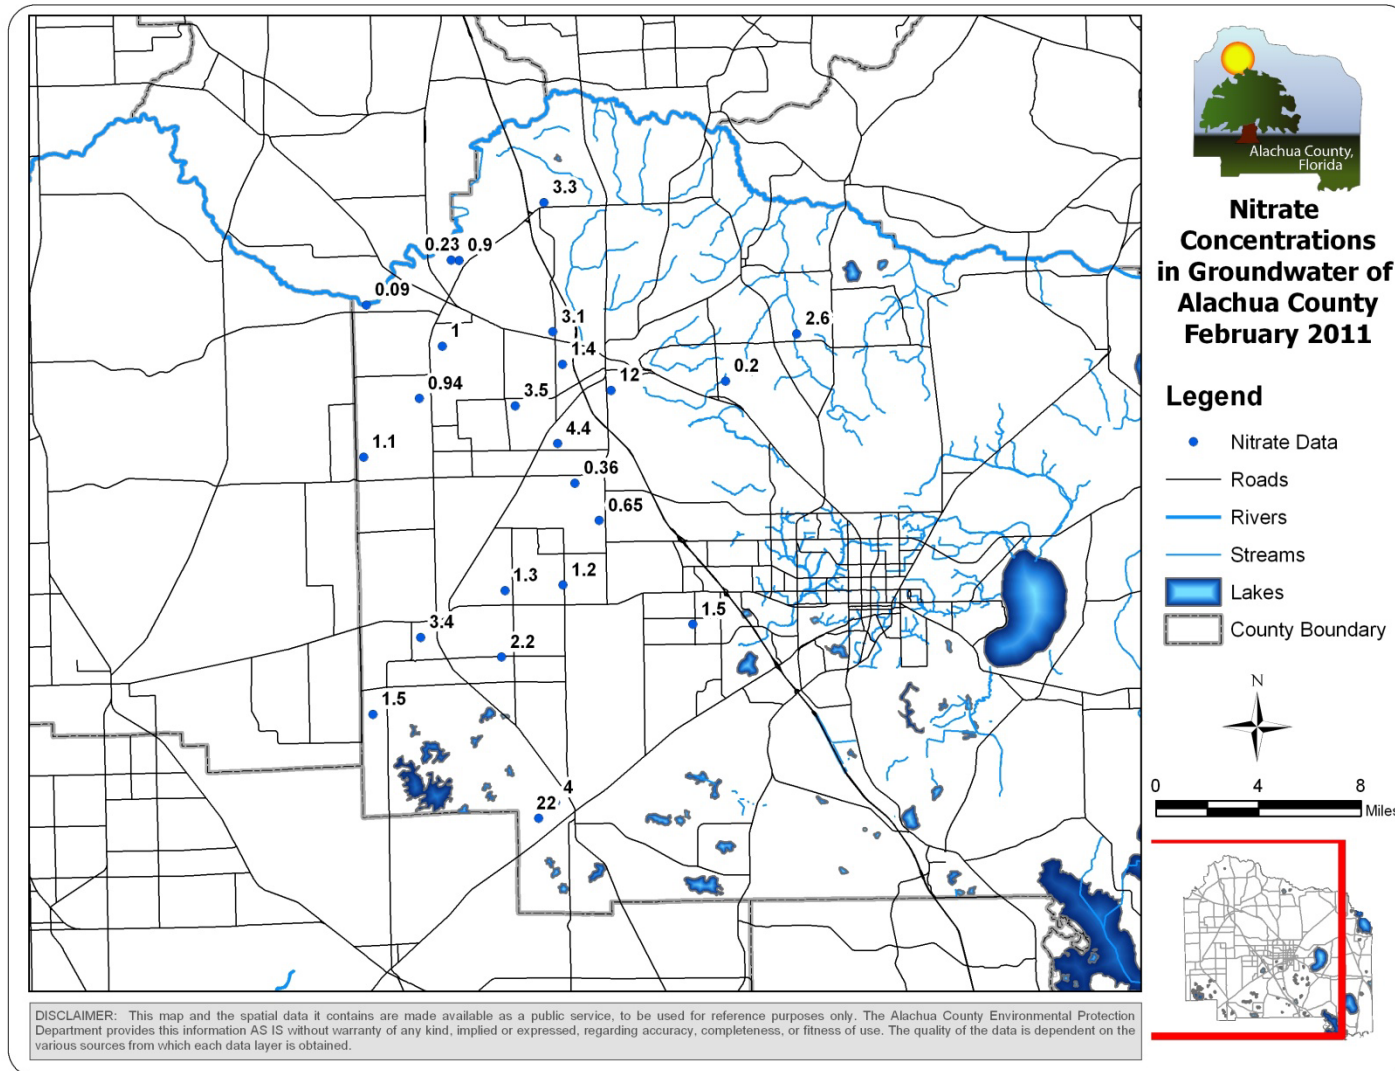 3.3
0.23 0.9
0.09
3.1
1
1.4
2.6
0.2
12
0.94
3.5
4.4
1.1
0.36
0.65
1.3
1.2
1.5
3.4
2.2
1.5
4
22
Alachua County,
Florida
Nitrate
Concentrations
in Groundwater of
Alachua County
February 2011
Legend
Nitrate Data
Roads
Rivers
Streams
Lakes
County Boundary
N
0 4 8
Miles
DISCLAIMER: This map and the spatial data it contains are made available as a public service, to be used for reference purposes only. The Alachua County Environmental Protection
Department provides this information AS IS without warranty of any kind, implied or expressed, regarding accuracy, completeness, or fitness of use. The quality of the data is dependent on the
various sources from which each data layer is obtained.